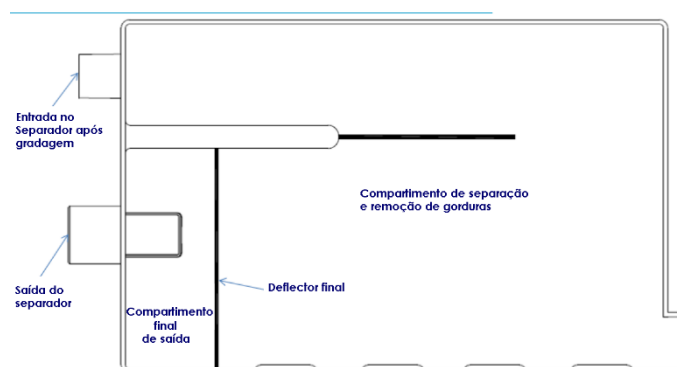 Entrada no
Separador após
gradagem
Compartimento de separação
e remoção de gorduras
Saída do
separador
Deflector final
Compartimento
final
de saída